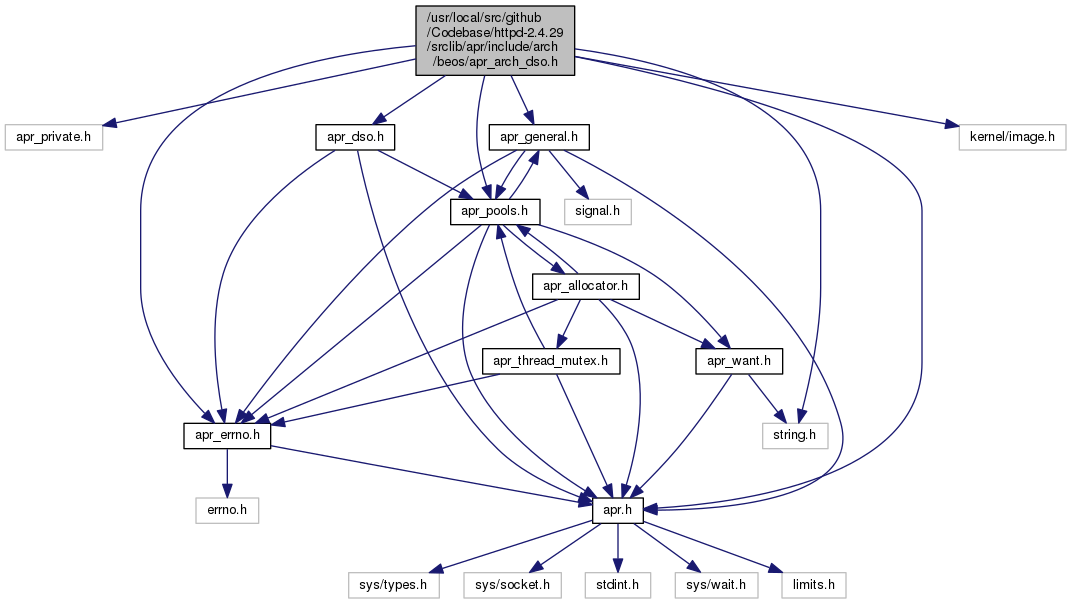 /usr/local/src/github
/Codebase/httpd-2.4.29
/srclib/apr/include/arch
/beos/apr_arch_dso.h
apr_private.h
apr_dso.h
apr_general.h
kernel/image.h
apr_pools.h
signal.h
apr_allocator.h
apr_thread_mutex.h
apr_want.h
apr_errno.h
string.h
errno.h
apr.h
sys/types.h
sys/socket.h
stdint.h
sys/wait.h
limits.h